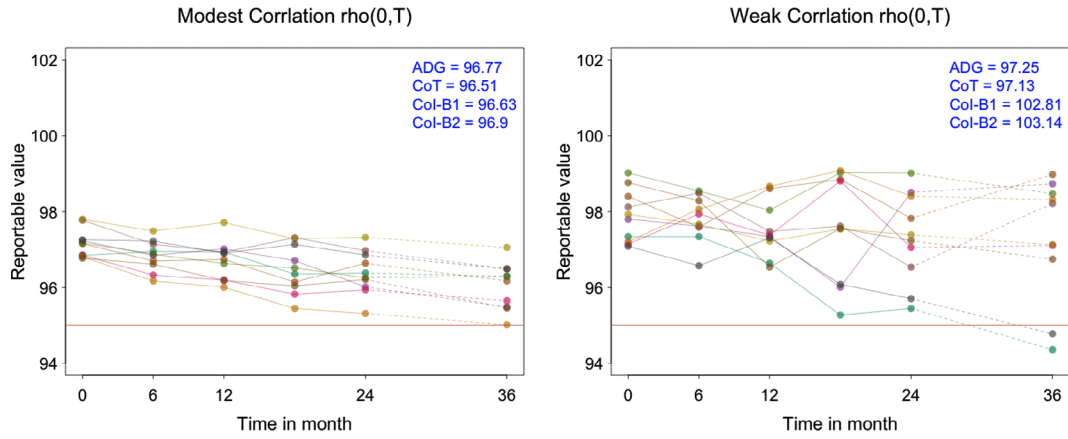 Modest Corrlation rho(0,T)
102
100
98
96
94
Reportable value
ADG = 96.77
CoT = 96.51
Col-B1 = 96.63
Col-B2 = 96.9
0 6 12 18 24 36
Time in month
Weak Corrlation rho(0,T)
102
100
98
96
94
Reportable value
ADG = 97.25
CoT = 97.13
Col-B1 = 102.81
Col-B2 = 103.14
0 6 12 18 24 36
Time in month